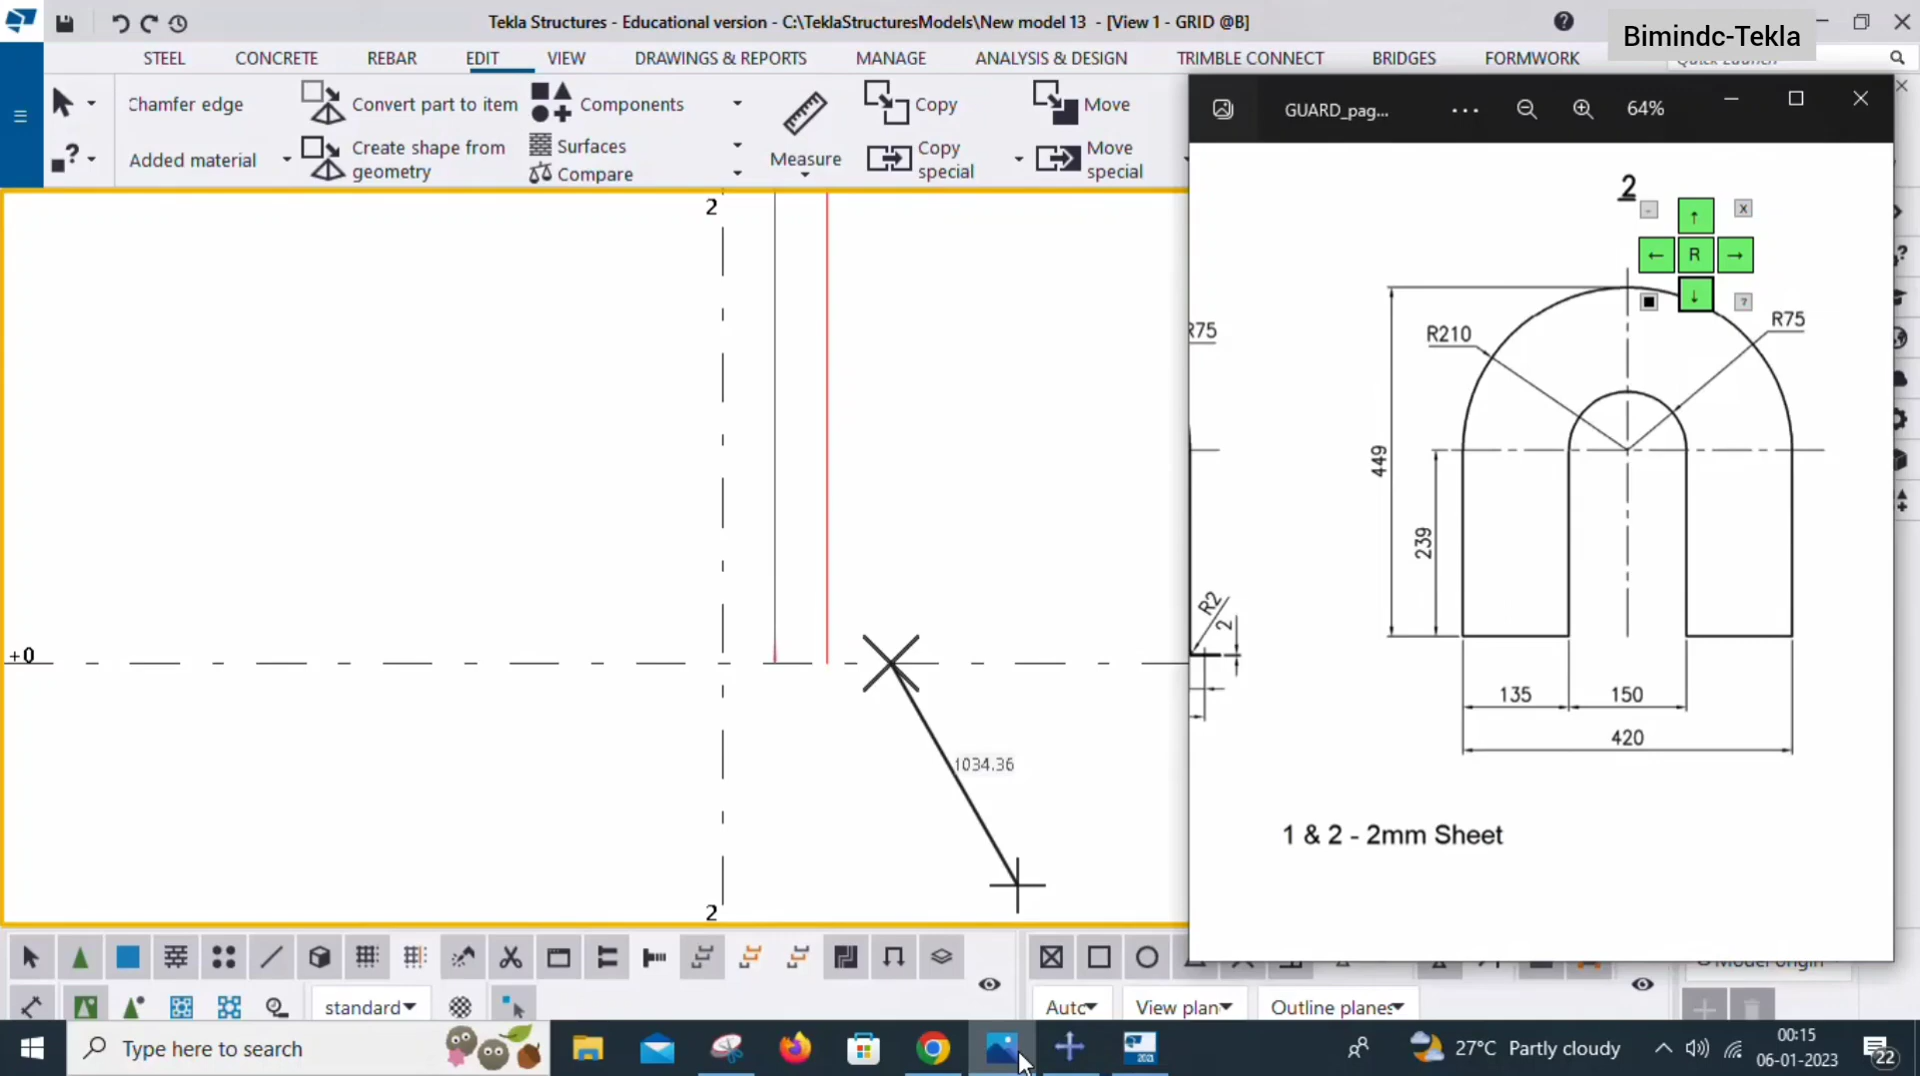 Tekla Structures - Educational version - C:\TeklaStructuresModels\New model 13 - [View 1 - GRID @B]
Bimindc-Tekla
STEEL CONCRETE REBAR EDIT VIEW DRAWINGS & REPORTS MANAGE ANALYSIS & DESIGN TRIMBLE CONNECT BRIDGES FORMWORK
Chamfer edge
Convert part to item
Components
Copy
Move
Added material
Create shape from
geometry
Surfaces
Compare
Measure
Copy
special
Move
special
GUARD_pag...
64%
2
2
+0
1034.36
2
R
X
?
R75
R210
R75
449
239
R2
2
135
150
420
1 & 2 - 2mm Sheet
standard
Auto
View plan
Outline planes
Type here to search
2021
27°C Partly cloudy
00:15
06-01-2023
22